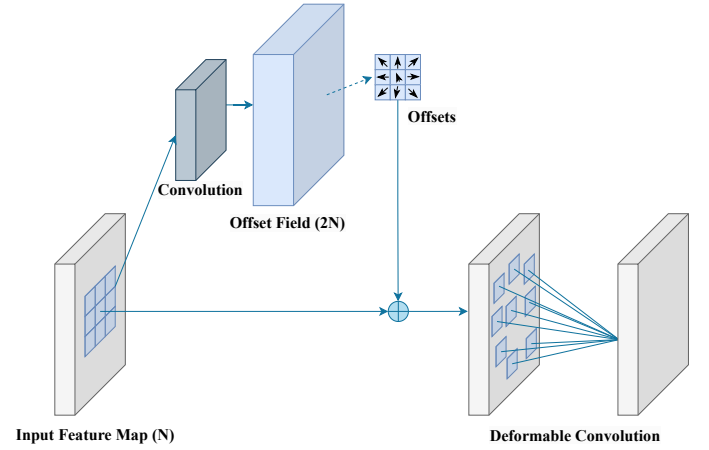 Offsets
Convolution
Offset Field (2N)
Input Feature Map (N)
Deformable Convolution